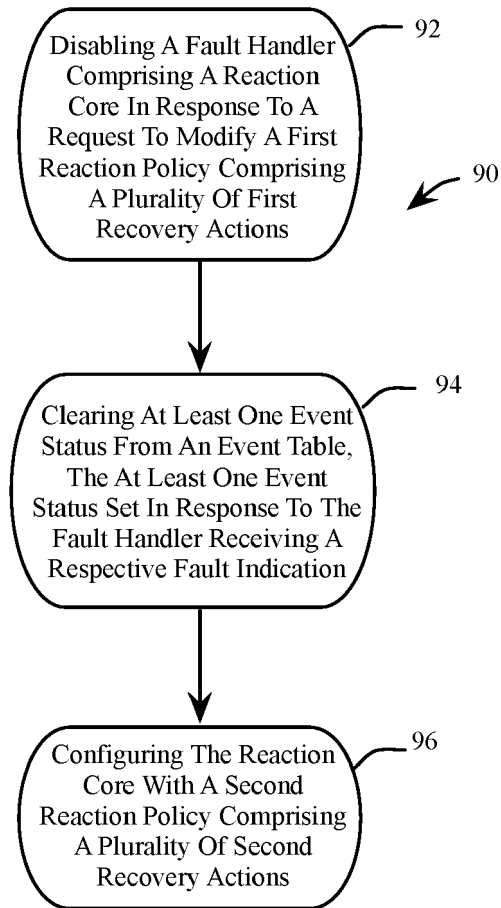 92
Disabling A Fault Handler
Comprising A Reaction
Core In Response To A
Request To Modify A First
Reaction Policy Comprising
A Plurality Of First
Recovery Actions
90
94
Clearing At Least One Event
Status From An Event Table,
The At Least One Event
Status Set In Response To The
Fault Handler Receiving A
Respective Fault Indication
96
Configuring The Reaction
Core With A Second
Reaction Policy Comprising
A Plurality Of Second
Recovery Actions